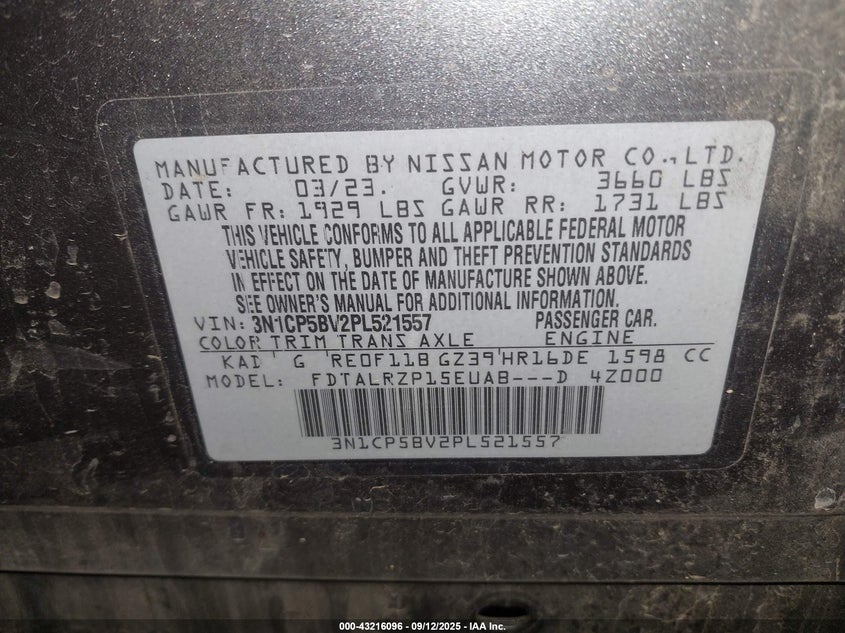 MANUFACTURED BY NISSAN MOTOR CO.,LTD.
DATE: 03/23. GVWR: 3660 LBS
GAWR FR: 1929 LBS GAWR RR: 1731 LBS
THIS VEHICLE CONFORMS TO ALL APPLICABLE FEDERAL MOTOR
VEHICLE SAFETY, BUMPER AND THEFT PREVENTION STANDARDS
IN EFFECT ON THE DATE OF MANUFACTURE SHOWN ABOVE.
SEE OWNER'S MANUAL FOR ADDITIONAL INFORMATION.
VIN: 3N1CP5BV2PL521557 PASSENGER CAR.
COLOR TRIM TRANS AXLE ENGINE
KAD G RE0F11B GZ39 HR16DE 1598 CC
MODEL: FDTALRZP15EUAB---D 4Z000
3N1CP5BV2PL521557
000-43216096 - 09/12/2025 - IAA Inc.